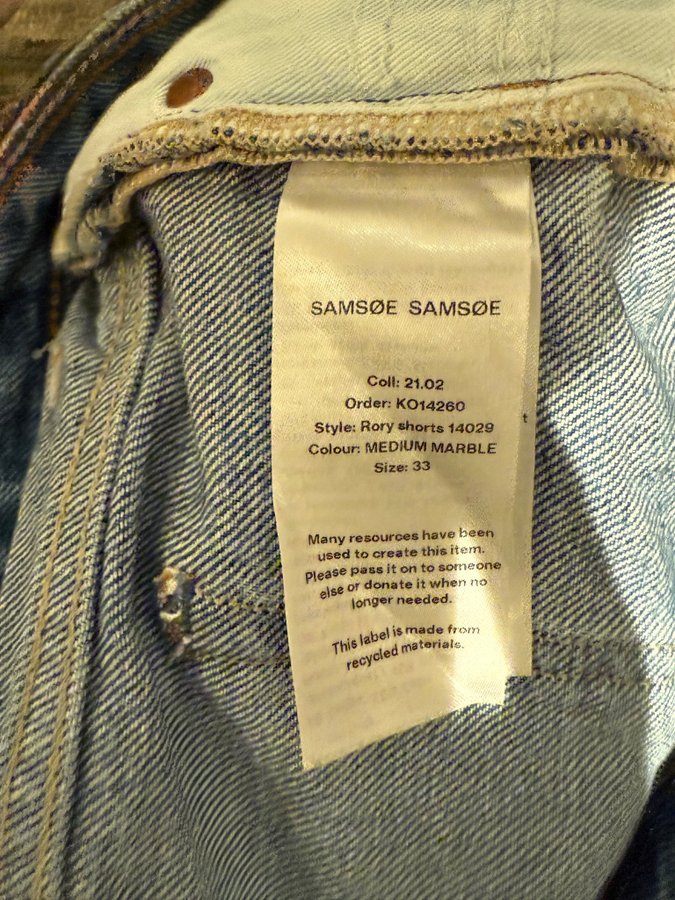 SAMSØE SAMSØE
Coll: 21.02
Order: KO14260
Style: Rory shorts 14029
Colour: MEDIUM MARBLE
Size: 33
Many resources have been
used to create this item.
Please pass it on to someone
else or donate it when no
longer needed.
This label is made from
recycled materials.